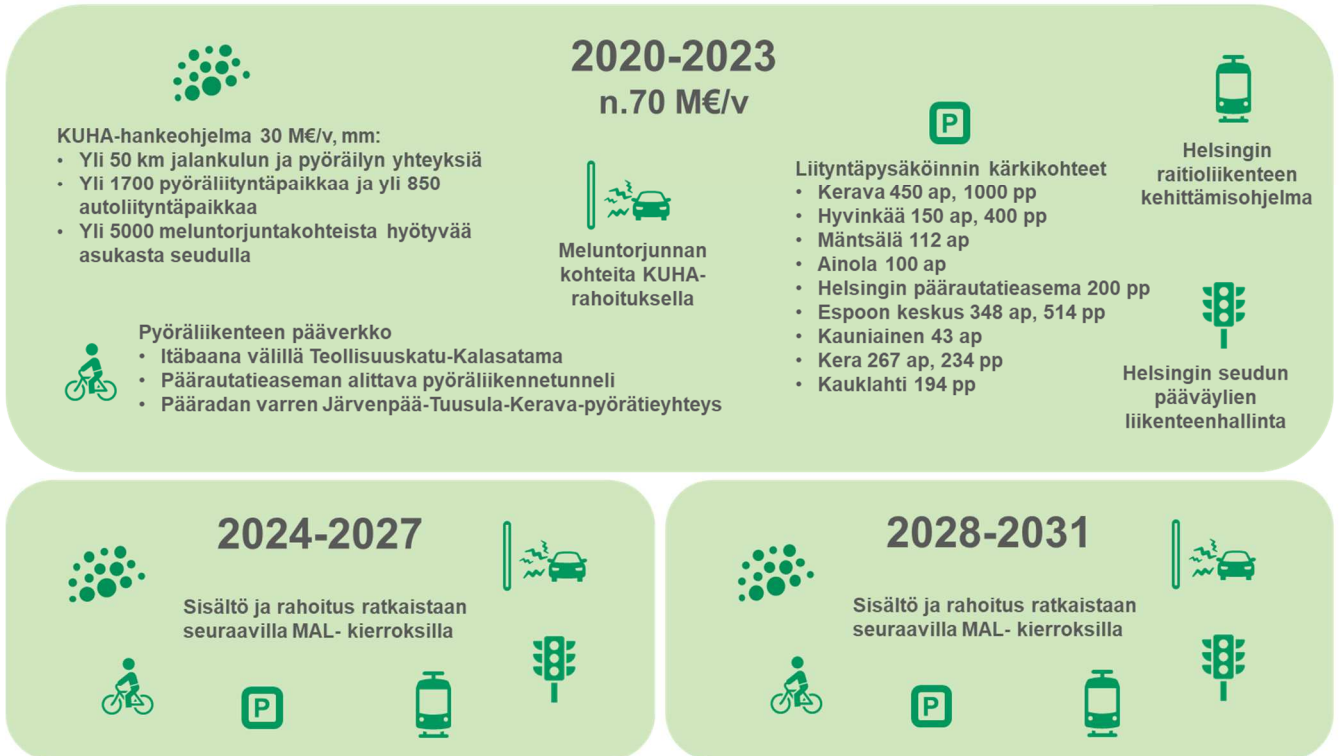 2020-2023
n.70 M€/v
KUHA-hankeohjelma 30 M€/v, mm:
• Yli 50 km jalankulun ja pyöräilyn yhteyksiä
• Yli 1700 pyöräliityntäpaikkaa ja yli 850
autoliityntäpaikkaa
• Yli 5000 meluntorjuntakohteista hyötyvää
asukasta seudulla
Meluntorjunnan
kohteita KUHA-
rahoituksella
Pyöräliikenteen pääverkko
• Itäbaana välillä Teollisuuskatu-Kalasatama
• Päärautatieaseman alittava pyöräliikennetunneli
• Pääradan varren Järvenpää-Tuusula-Kerava-pyörätieyhteys
P
Liityntäpysäköinnin kärkikohteet
• Kerava 450 ap, 1000 pp
• Hyvinkää 150 ap, 400 pp
• Mäntsälä 112 ap
• Ainola 100 ap
• Helsingin päärautatieasema 200 pp
• Espoon keskus 348 ap, 514 pp
• Kauniainen 43 ap
• Kera 267 ap, 234 pp
• Kauklahti 194 pp
Helsingin
raitioliikenteen
kehittämisohjelma
Helsingin seudun
pääväylien
liikenteenhallinta
2024-2027
Sisältö ja rahoitus ratkaistaan
seuraavilla MAL- kierroksilla
P
2028-2031
Sisältö ja rahoitus ratkaistaan
seuraavilla MAL- kierroksilla
P